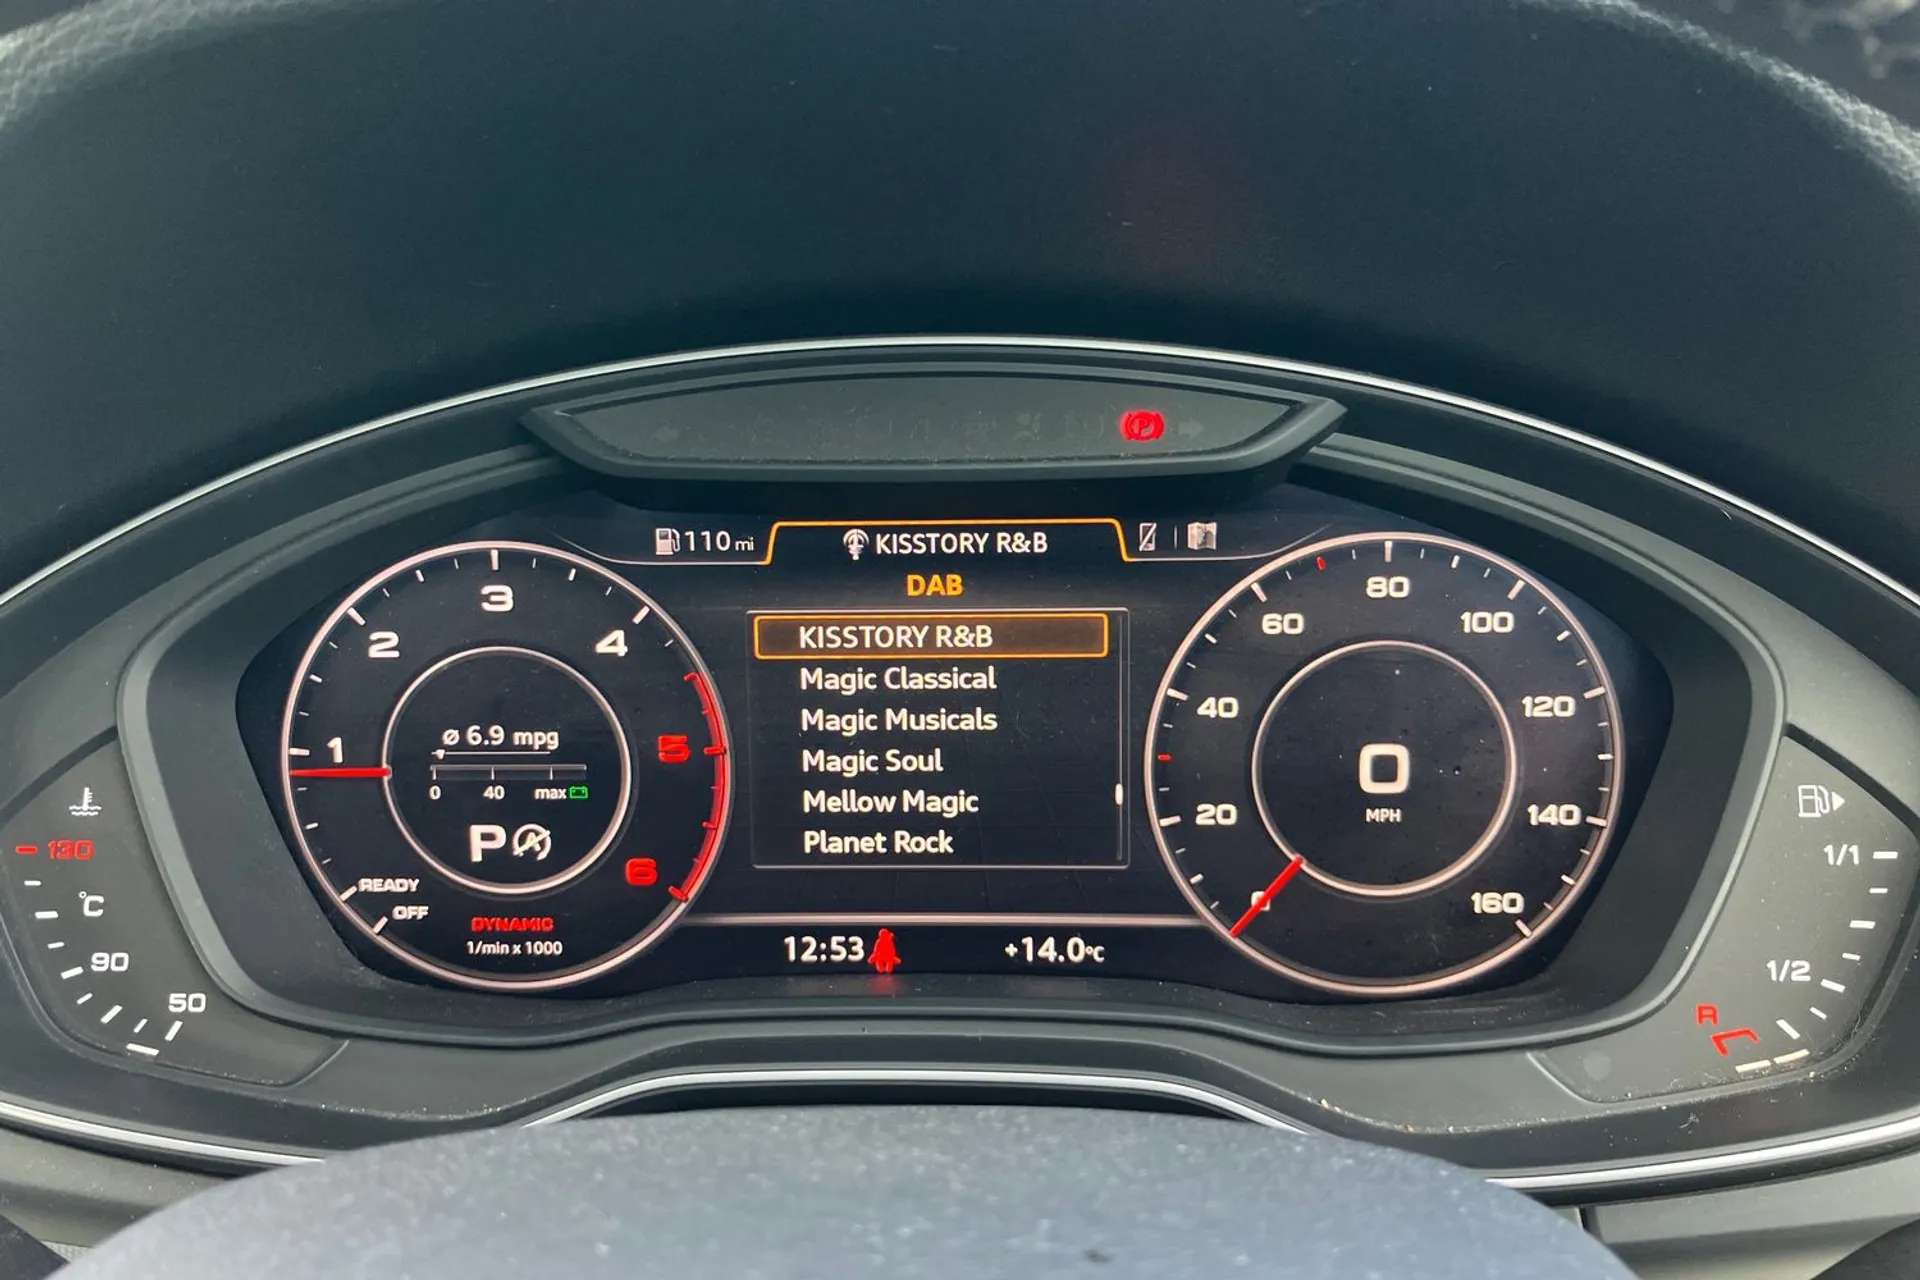 P
110 mi
KISSTORY R&B
DAB
KISSTORY R&B
Magic Classical
Magic Musicals
Magic Soul
Mellow Magic
Planet Rock
12:53
+14.0°C
1
2
3
4
5
6
ø 6.9 mpg
0 40 max
P A
READY
OFF
DYNAMIC
1/min x 1000
0
20
40
60
80
100
120
140
160
0
MPH
130
°C
90
50
1/1
1/2
R